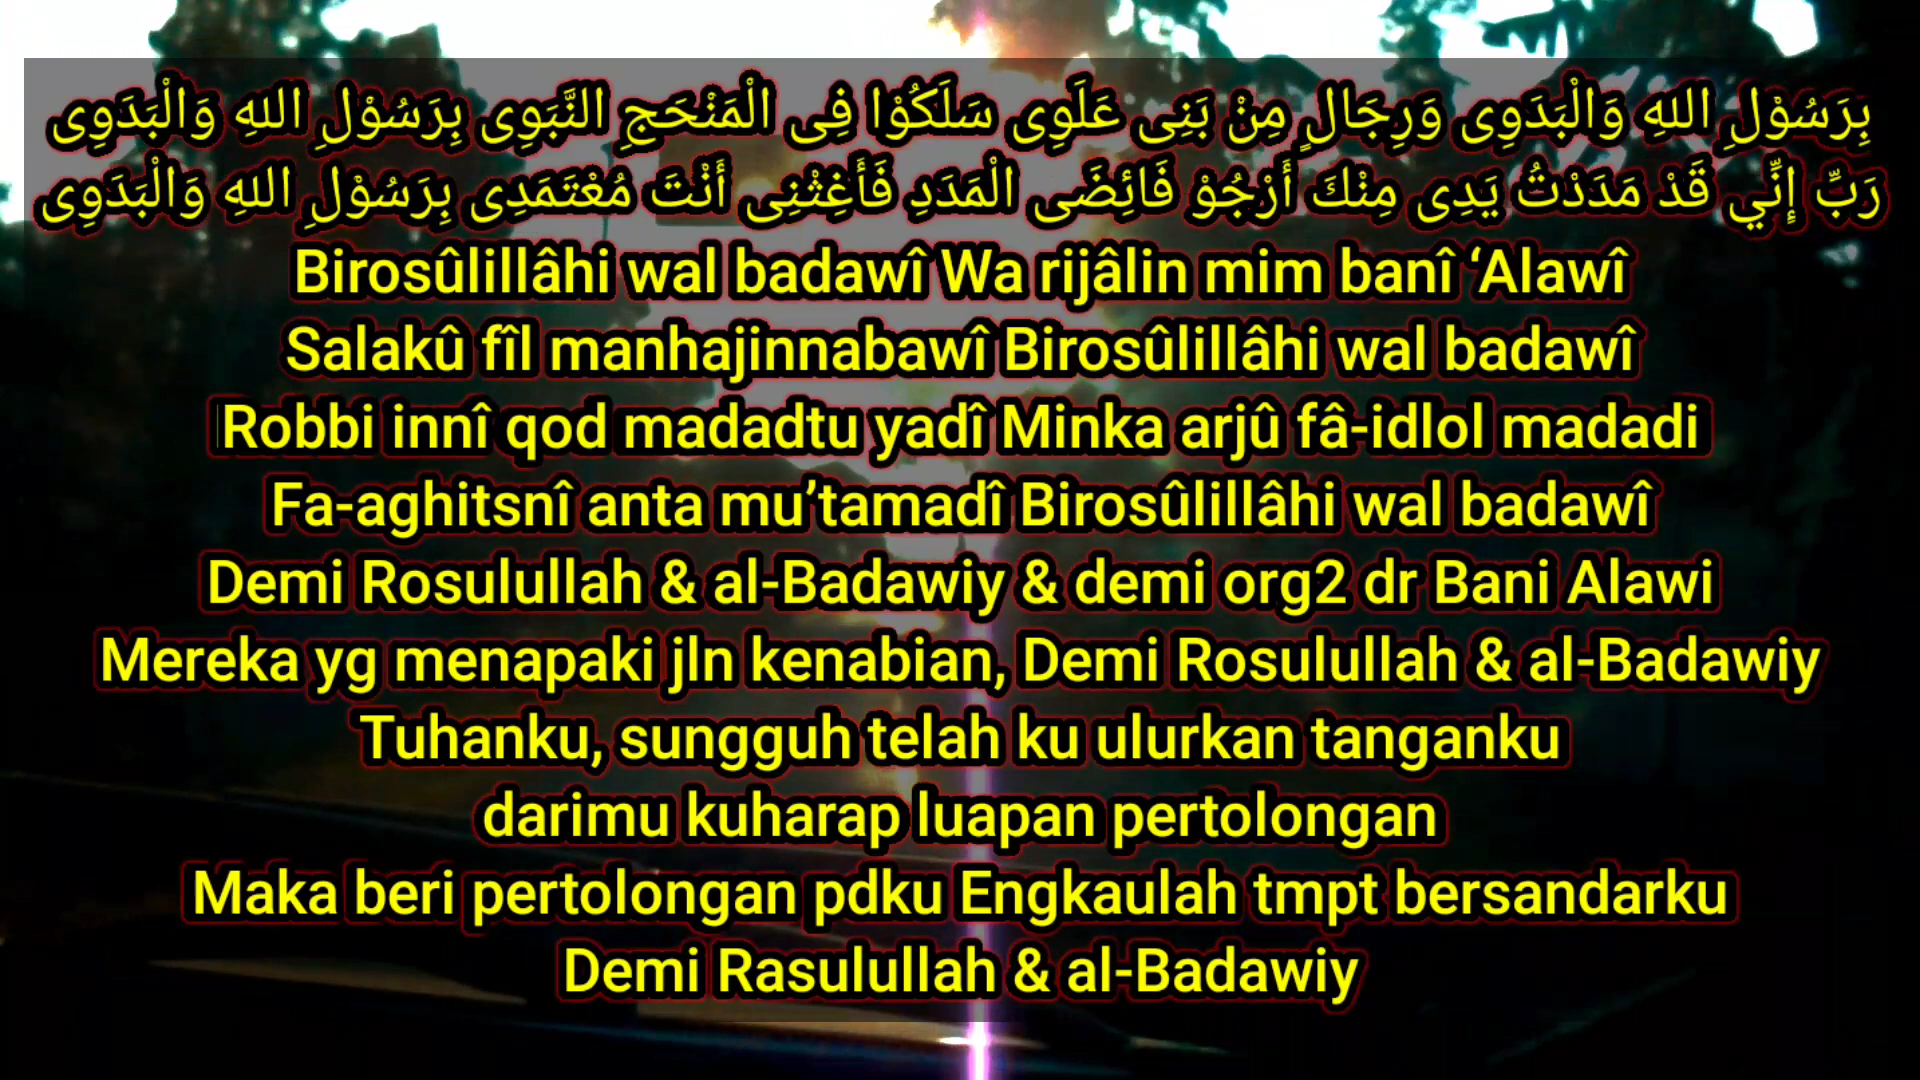 بِرَسُوْلِ اللهِ وَالْبَدَوِى وَرِجَالٍ مِنْ بَنِى عَلَوِى سَلَكُوْا فِى الْمَنْحَجِ النَّبَوِى بِرَسُوْلِ اللهِ وَالْبَدَوِى
رَبِّ إِنِّي قَدْ مَدَدْتُ يَدِى مِنْكَ أَرْجُوْ فَائِضَى الْمَدَدِ فَأَغِثْنِى أَنْتَ مُعْتَمَدِى بِرَسُوْلِ اللهِ وَالْبَدَوِى
Birosûlillâhi wal badawî Wa rijâlin mim banî ‘Alawî
Salakû fîl manhajinnabawî Birosûlillâhi wal badawî
Robbi innî qod madadtu yadî Minka arjû fâ-idlol madadi
Fa-aghitsnî anta mu’tamadî Birosûlillâhi wal badawî
Demi Rosulullah & al-Badawiy & demi org2 dr Bani Alawi
Mereka yg menapaki jln kenabian, Demi Rosulullah & al-Badawiy
Tuhanku, sungguh telah ku ulurkan tanganku
darimu kuharap luapan pertolongan
Maka beri pertolongan pdku Engkaulah tmpt bersandarku
Demi Rasulullah & al-Badawiy